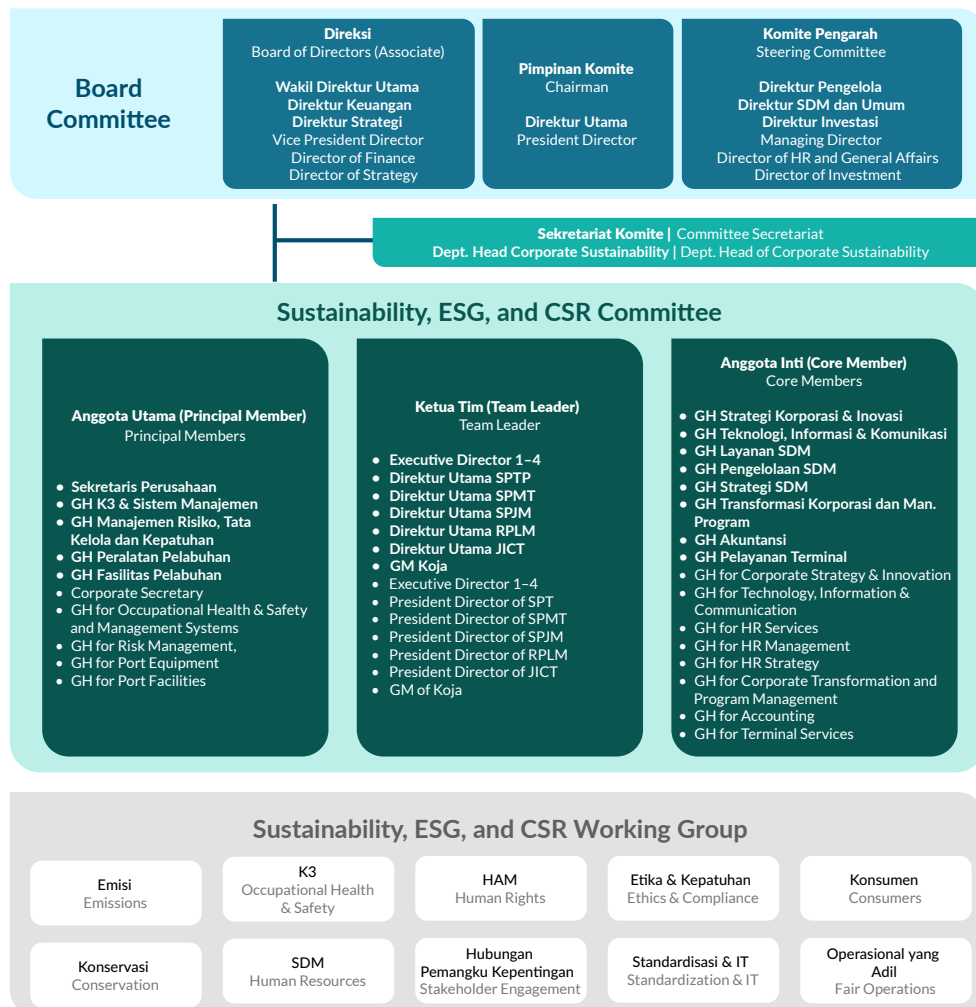 Board
Committee
Direksi
Board of Directors (Associate)
Wakil Direktur Utama
Direktur Keuangan
Direktur Strategi
Vice President Director
Director of Finance
Director of Strategy
Pimpinan Komite
Chairman
Direktur Utama
President Director
Komite Pengarah
Steering Committee
Direktur Pengelola
Direktur SDM dan Umum
Direktur Investasi
Managing Director
Director of HR and General Affairs
Director of Investment
Sekretariat Komite | Committee Secretariat
Dept. Head Corporate Sustainability | Dept. Head of Corporate Sustainability
Sustainability, ESG, and CSR Committee
Anggota Utama (Principal Member)
Principal Members
• Sekretaris Perusahaan
• GH K3 & Sistem Manajemen
• GH Manajemen Risiko, Tata
Kelola dan Kepatuhan
• GH Peralatan Pelabuhan
• GH Fasilitas Pelabuhan
• Corporate Secretary
• GH for Occupational Health & Safety
and Management Systems
• GH for Risk Management,
• GH for Port Equipment
• GH for Port Facilities
Ketua Tim (Team Leader)
Team Leader
• Executive Director 1–4
• Direktur Utama SPTP
• Direktur Utama SPMT
• Direktur Utama SPJM
• Direktur Utama RPLM
• Direktur Utama JICT
• GM Koja
• Executive Director 1–4
• President Director of SPT
• President Director of SPMT
• President Director of SPJM
• President Director of RPLM
• President Director of JICT
• GM of Koja
Anggota Inti (Core Member)
Core Members
• GH Strategi Korporasi & Inovasi
• GH Teknologi, Informasi & Komunikasi
• GH Layanan SDM
• GH Pengelolaan SDM
• GH Strategi SDM
• GH Transformasi Korporasi dan Man.
Program
• GH Akuntansi
• GH Pelayanan Terminal
• GH for Corporate Strategy & Innovation
• GH for Technology, Information &
Communication
• GH for HR Services
• GH for HR Management
• GH for HR Strategy
• GH for Corporate Transformation and
Program Management
• GH for Accounting
• GH for Terminal Services
Sustainability, ESG, and CSR Working Group
Emisi
Emissions
K3
Occupational Health
& Safety
HAM
Human Rights
Etika & Kepatuhan
Ethics & Compliance
Konsumen
Consumers
Konservasi
Conservation
SDM
Human Resources
Hubungan
Pemangku Kepentingan
Stakeholder Engagement
Standardisasi & IT
Standardization & IT
Operasional yang
Adil
Fair Operations